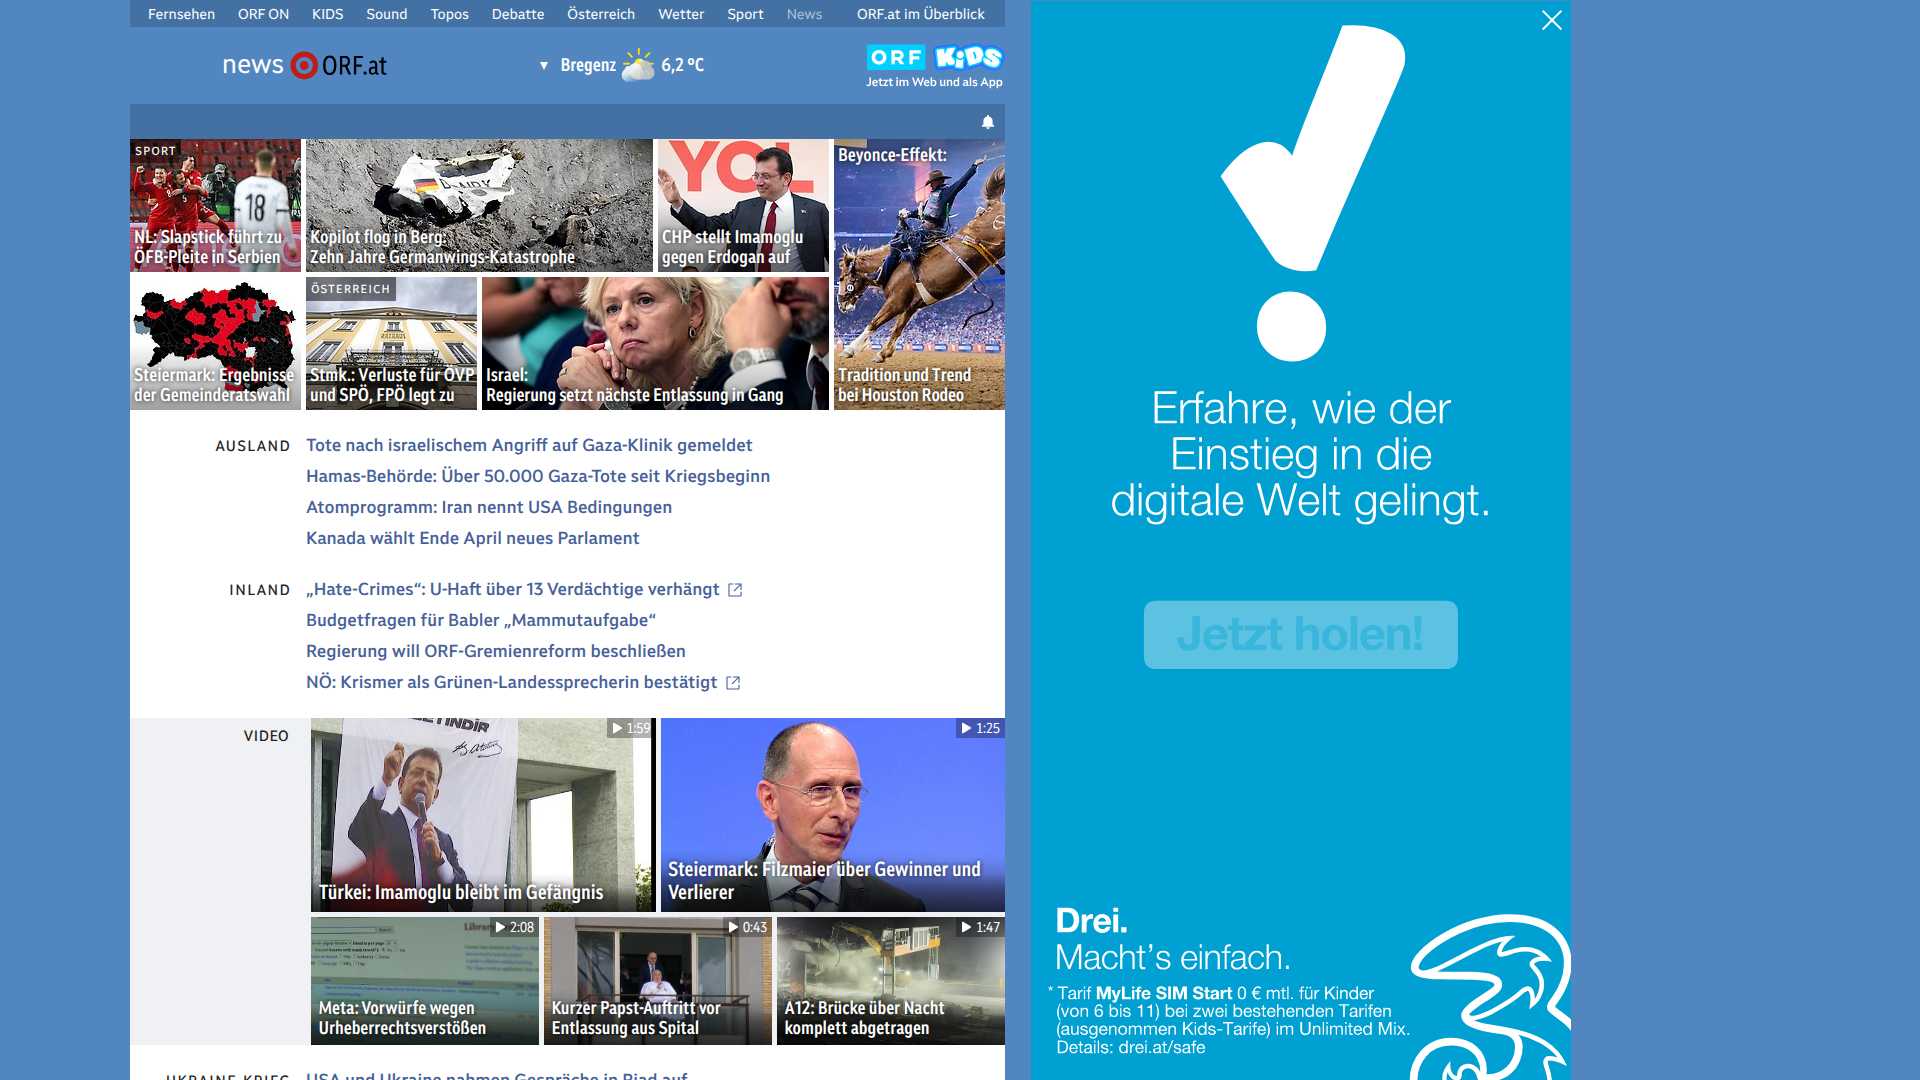 Fernsehen ORF ON KIDS Sound Topos Debatte Österreich Wetter Sport News ORF.at im Überblick
news ORF.at
▼ Bregenz 6,2 °C
ORF KiDS
Jetzt im Web und als App
SPORT
18
NL: Slapstick führt zu
ÖFB-Pleite in Serbien
Kopilot flog in Berg:
Zehn Jahre Germanwings-Katastrophe
CHP stellt Imamoglu
gegen Erdogan auf
Beyonce-Effekt:
Tradition und Trend
bei Houston Rodeo
Steiermark: Ergebnisse
der Gemeinderatswahl
ÖSTERREICH
RATHAUS
Stmk.: Verluste für ÖVP
und SPÖ, FPÖ legt zu
Israel:
Regierung setzt nächste Entlassung in Gang
AUSLAND
Tote nach israelischem Angriff auf Gaza-Klinik gemeldet
Hamas-Behörde: Über 50.000 Gaza-Tote seit Kriegsbeginn
Atomprogramm: Iran nennt USA Bedingungen
Kanada wählt Ende April neues Parlament
INLAND
„Hate-Crimes“: U-Haft über 13 Verdächtige verhängt
Budgetfragen für Babler „Mammutaufgabe“
Regierung will ORF-Gremienreform beschließen
NÖ: Krismer als Grünen-Landessprecherin bestätigt
VIDEO
1:59
Türkei: Imamoglu bleibt im Gefängnis
1:25
Steiermark: Filzmaier über Gewinner und
Verlierer
2:08
Meta: Vorwürfe wegen
Urheberrechtsverstößen
0:43
Kurzer Papst-Auftritt vor
Entlassung aus Spital
1:47
A12: Brücke über Nacht
komplett abgetragen
UKRAINE-KRIEG
USA und Ukraine nahmen Gespräche in Riad auf
Erfahre, wie der
Einstieg in die
digitale Welt gelingt.
Jetzt holen!
Drei.
Macht’s einfach.
* Tarif MyLife SIM Start 0 € mtl. für Kinder
(von 6 bis 11) bei zwei bestehenden Tarifen
(ausgenommen Kids-Tarife) im Unlimited Mix.
Details: drei.at/safe